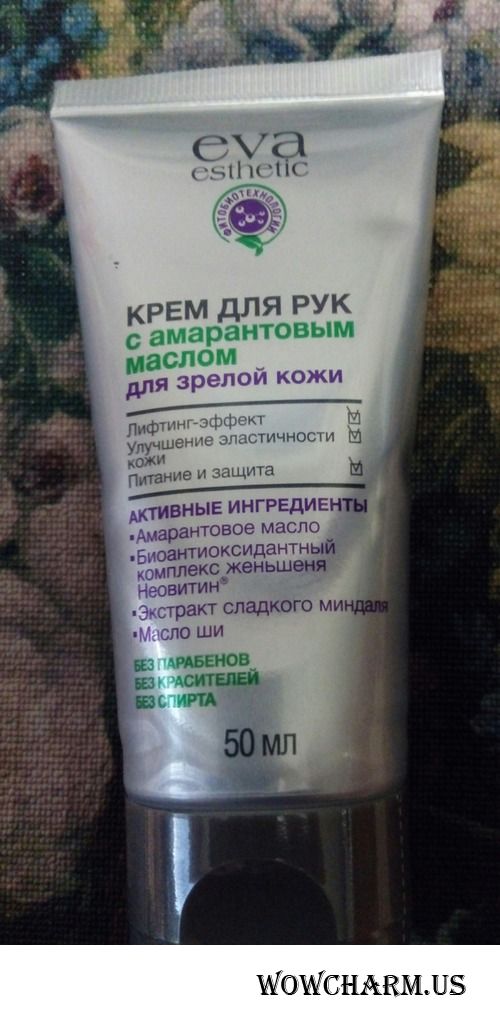 eva
esthetic
ФИТОБИОТЕХНОЛОГИИ
КРЕМ ДЛЯ РУК
с амарантовым
маслом
для зрелой кожи
Лифтинг-эффект
Улучшение эластичности
кожи
Питание и защита
АКТИВНЫЕ ИНГРЕДИЕНТЫ
▪Амарантовое масло
▪Биоантиоксидантный
комплекс женьшеня
Неовитин®
▪Экстракт сладкого миндаля
▪Масло ши
БЕЗ ПАРАБЕНОВ
БЕЗ КРАСИТЕЛЕЙ
БЕЗ СПИРТА
50 мл
WOWCHARM.US